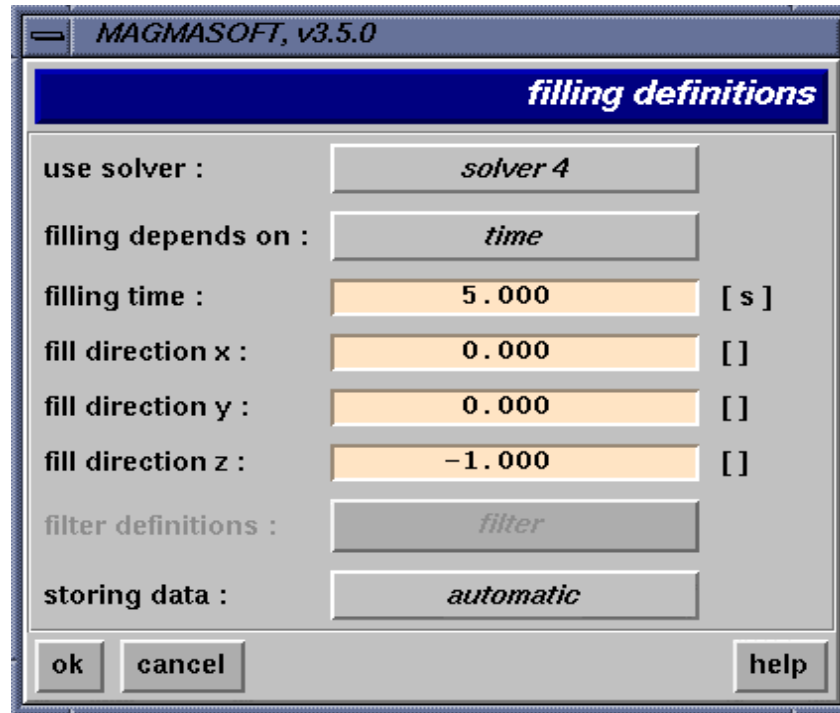 MAGMASOFT, v3.5.0
filling definitions
use solver : solver 4
filling depends on : time
filling time : 5.000 [ s ]
fill direction x : 0.000 [ ]
fill direction y : 0.000 [ ]
fill direction z : −1.000 [ ]
filter definitions : filter
storing data : automatic
ok cancel help